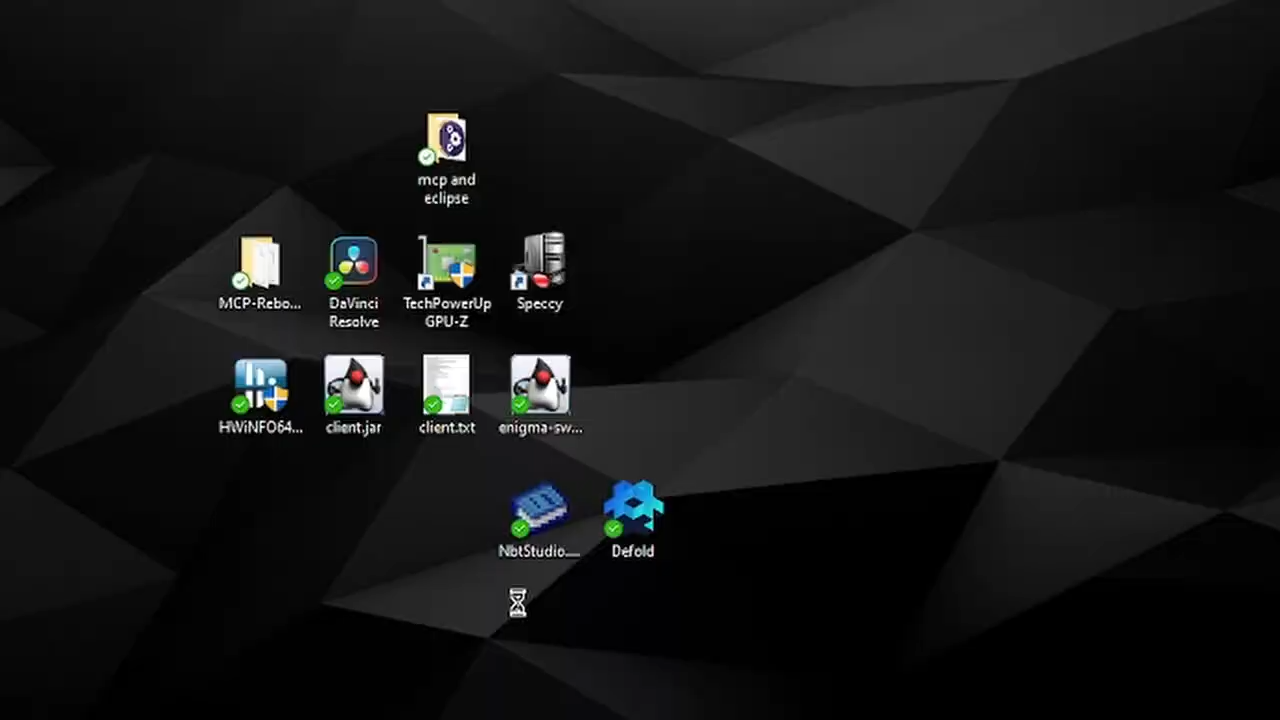 mcp and
eclipse
MCP-Rebo...
DaVinci
Resolve
TechPowerUp
GPU-Z
Speccy
HWiNFO64...
client.jar
client.txt
enigma-sw...
NbtStudio....
Defold